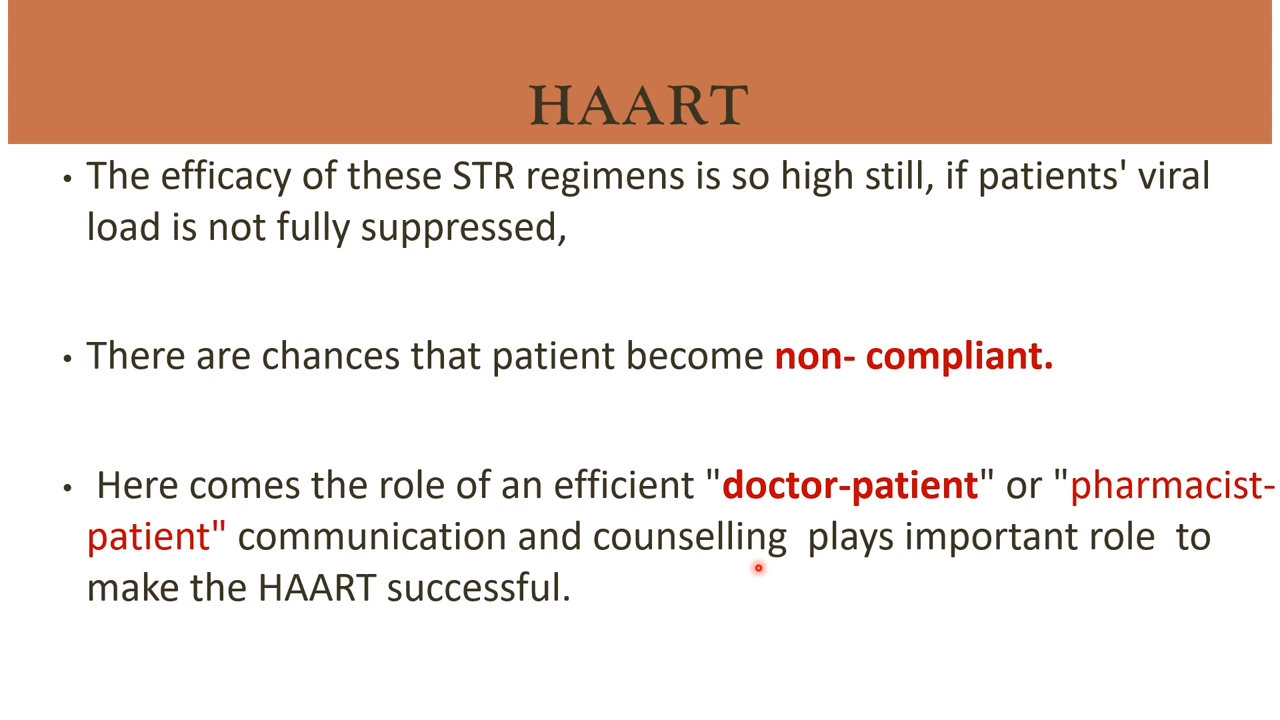 HAART
• The efficacy of these STR regimens is so high still, if patients' viral
load is not fully suppressed,
• There are chances that patient become non- compliant.
• Here comes the role of an efficient "doctor-patient" or "pharmacist-
patient" communication and counselling  plays important role  to
make the HAART successful.